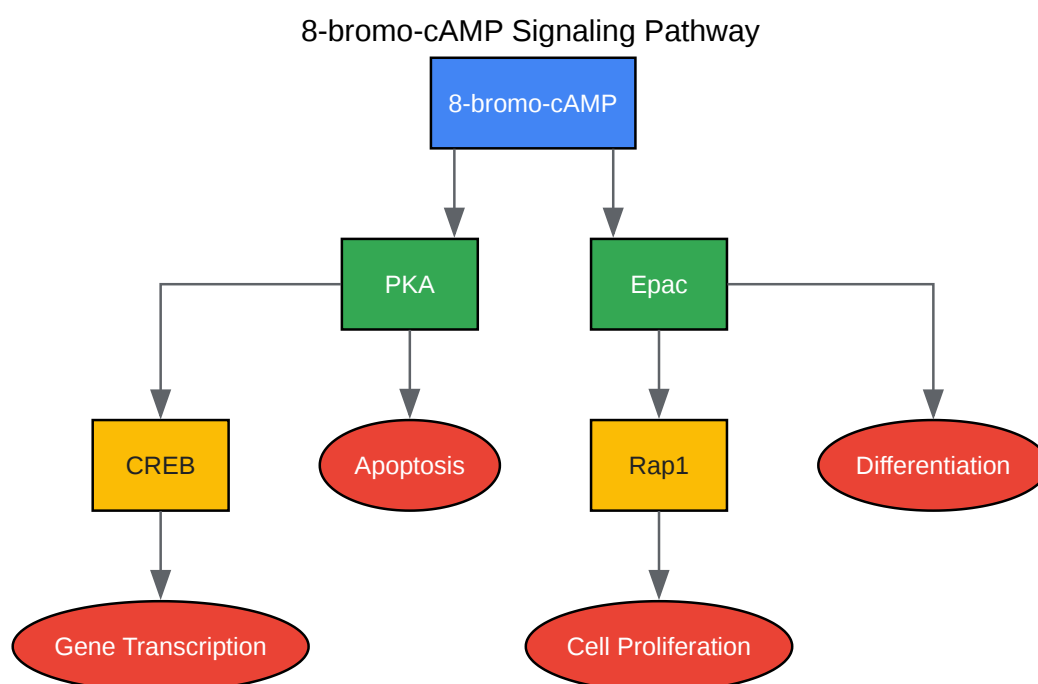 8-bromo-cAMP Signaling Pathway
8-bromo-cAMP
PKA
Epac
CREB
Apoptosis
Rap1
Differentiation
Gene Transcription
Cell Proliferation